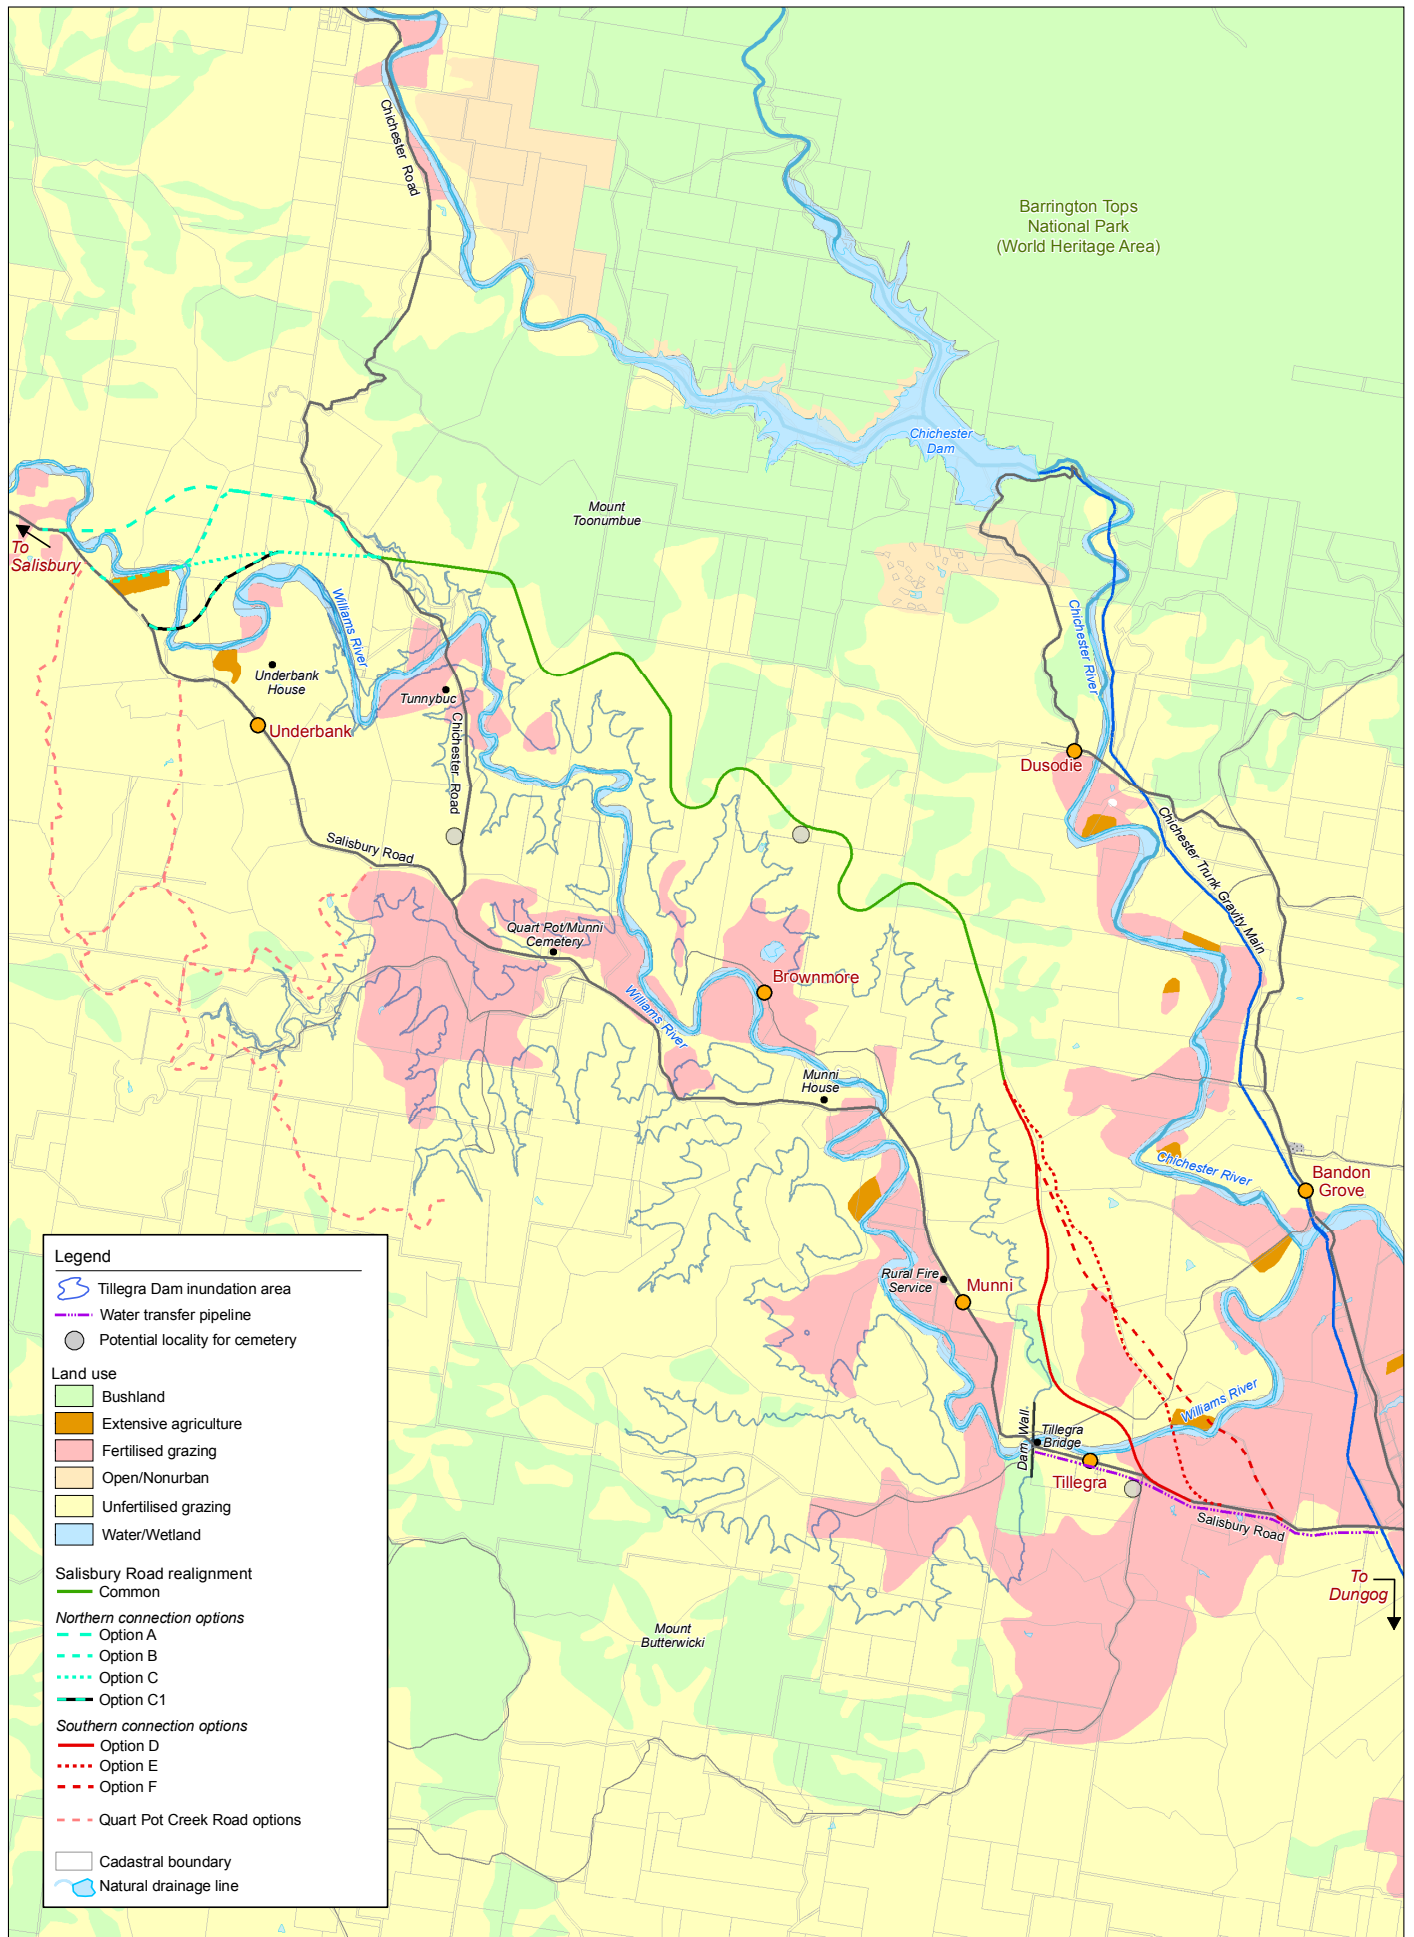 Chichester Road
Barrington Tops
National Park
(World Heritage Area)
Chichester
Dam
Mount
Toonumbue
To
Salisbury
Williams River
Chichester River
Underbank
House
Tunnybuc
Underbank
Chichester Road
Dusodie
Salisbury Road
Chichester Trunk Gravity Main
Quart Pot/Munni
Cemetery
Brownmore
Williams River
Munni
House
Chichester River
Bandon
Grove
Rural Fire
Service
Munni
Williams River
Dam Wall
Tillegra
Bridge
Tillegra
Salisbury Road
To
Dungog
Mount
Butterwicki
Legend
Tillegra Dam inundation area
Water transfer pipeline
Potential locality for cemetery
Land use
Bushland
Extensive agriculture
Fertilised grazing
Open/Nonurban
Unfertilised grazing
Water/Wetland
Salisbury Road realignment
Common
Northern connection options
Option A
Option B
Option C
Option C1
Southern connection options
Option D
Option E
Option F
Quart Pot Creek Road options
Cadastral boundary
Natural drainage line